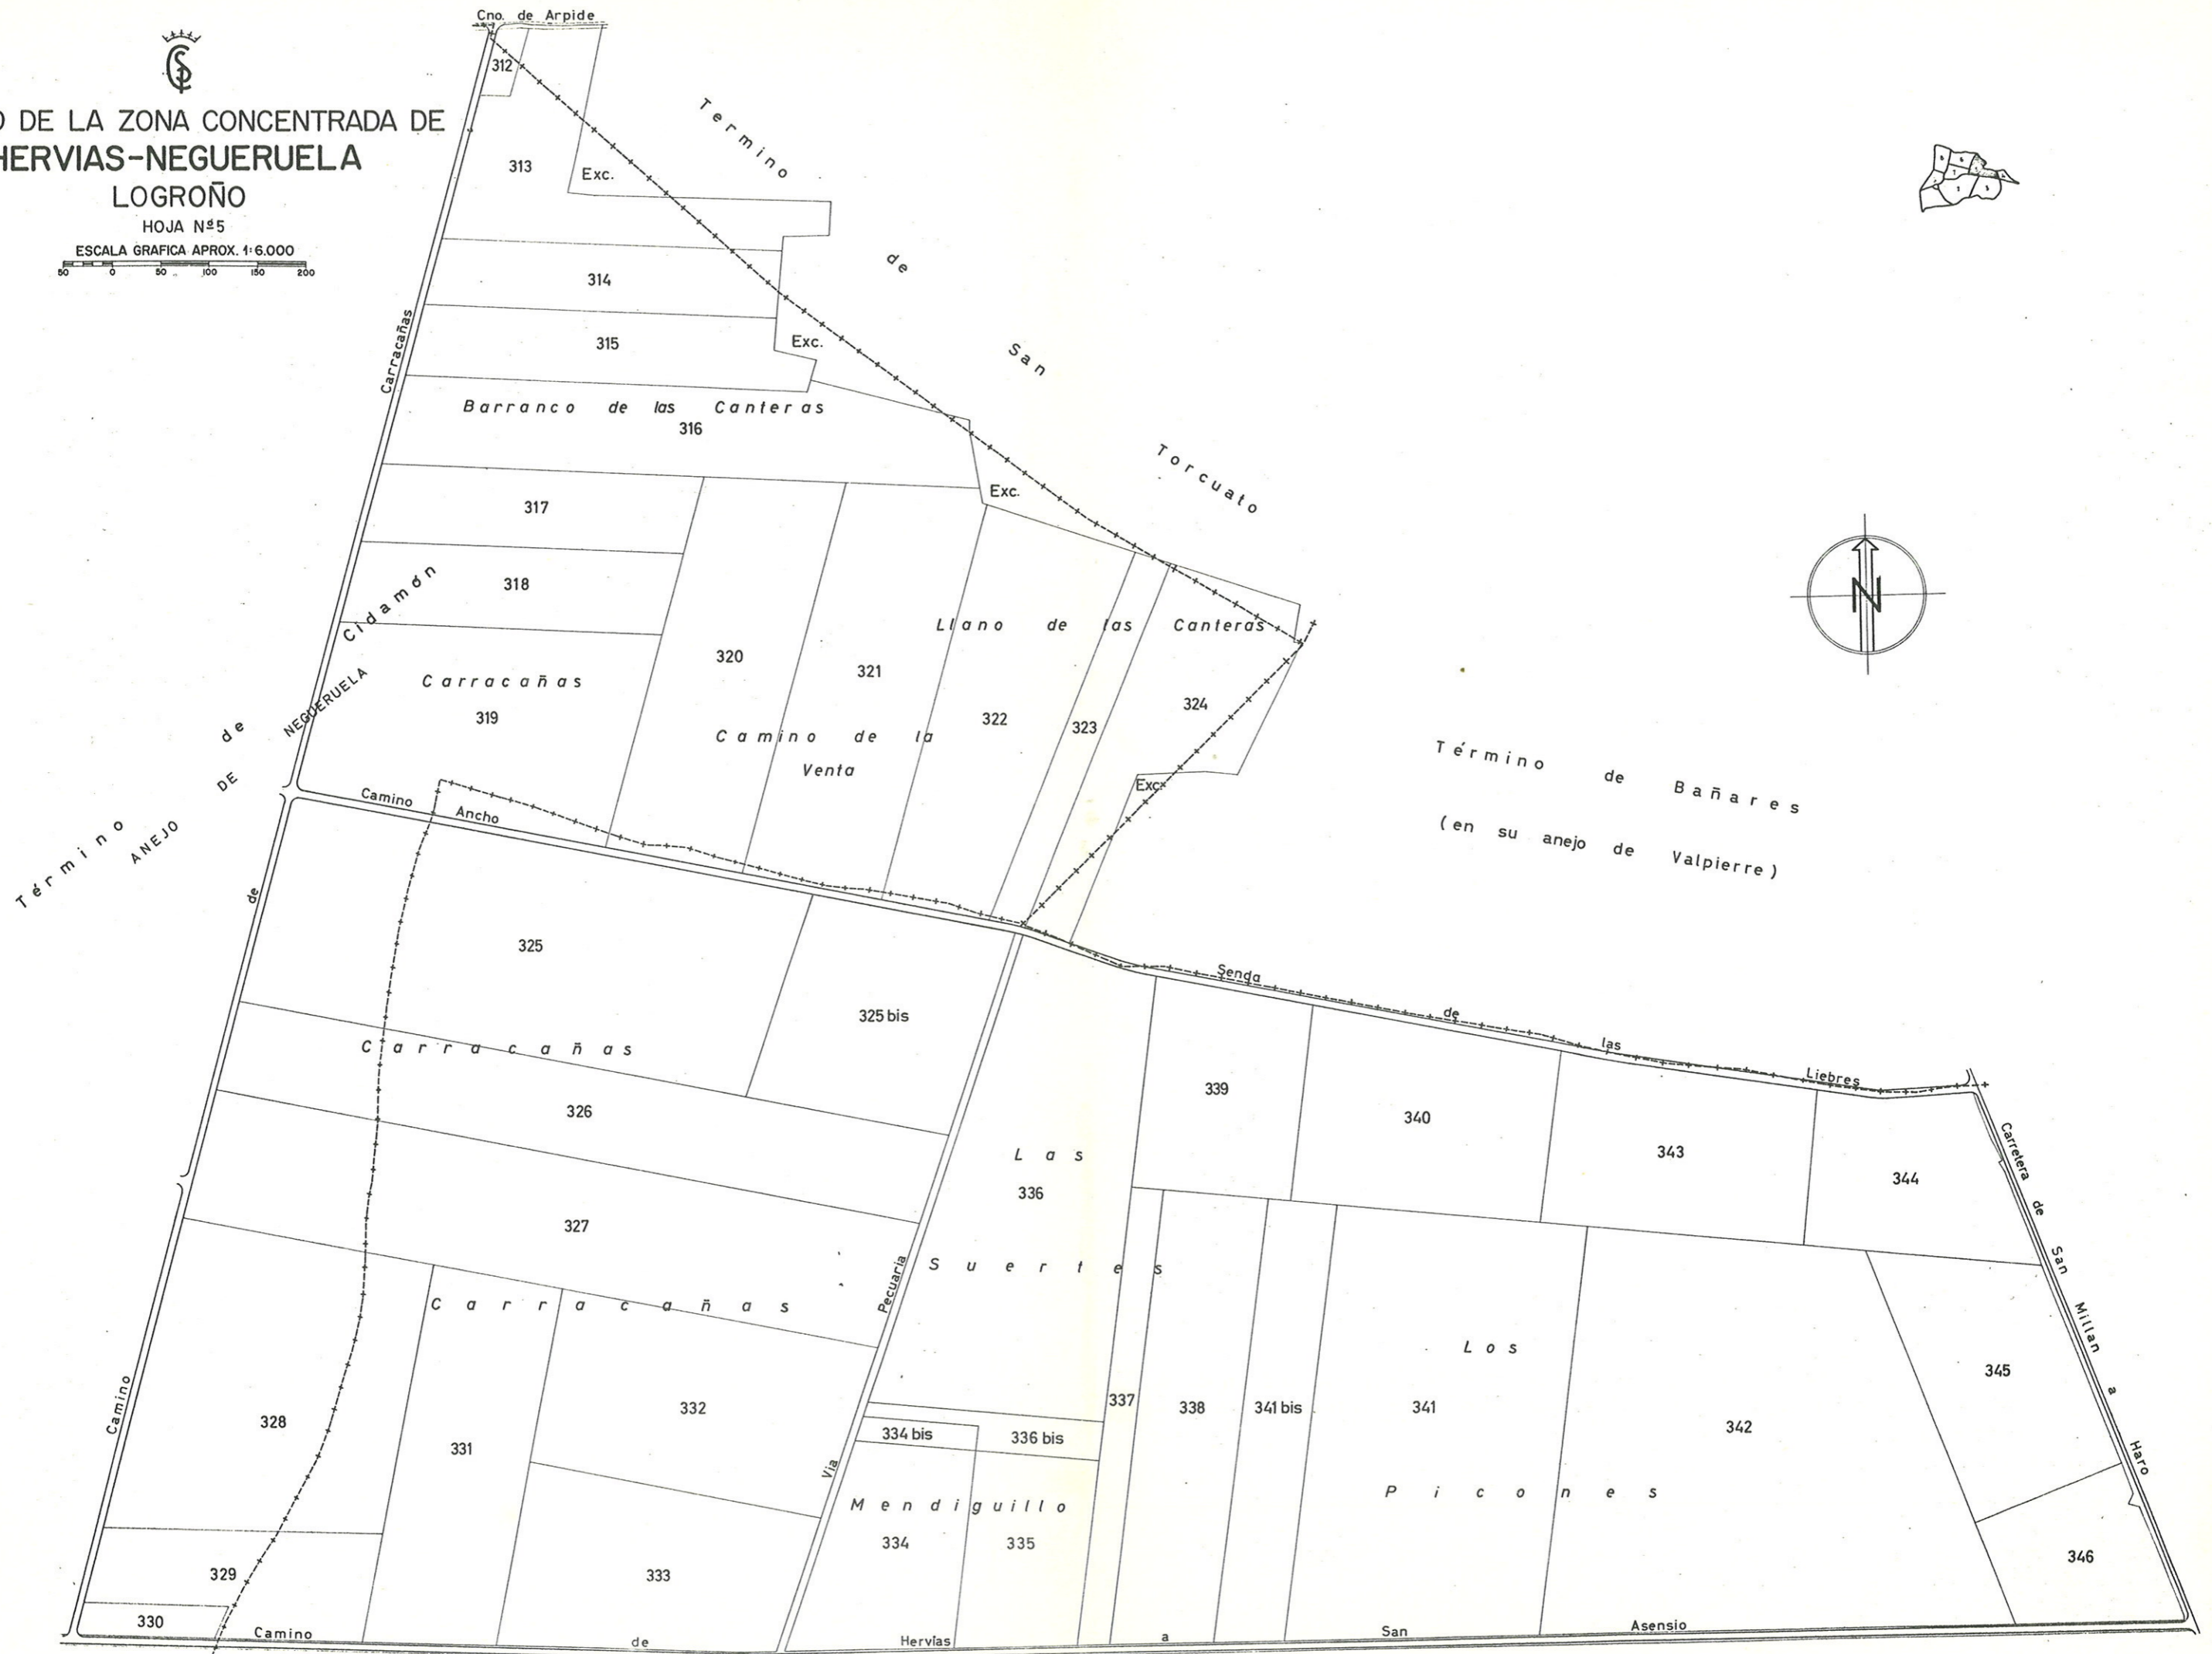 Cno. de Arpide
DE LA ZONA CONCENTRADA DE
HERVIAS-NEGUERUELA
LOGROÑO
HOJA Nº 5
ESCALA GRAFICA APROX. 1:6.000
50 0 50 100 150 200
312
Termino de San Torcuato
313
Exc.
314
315
Exc.
Carracañas
Barranco de las Canteras
316
Exc.
317
318
Término de Cidamón
ANEJO DE NEGUERUELA
Llano de las Canteras
320
321
322
323
324
Carracañas
319
Camino de la
Venta
Exc.
N
Término de Bañares
(en su anejo de Valpierre)
Camino Ancho
de
325
325 bis
Senda de las Liebres
Carracañas
326
339
340
343
344
Las
336
327
Suertes
Carracañas
Carretera de San Millan a Haro
Los
345
328
331
332
337
338
341 bis
341
342
334 bis
336 bis
Camino
Via Pecuaria
Picones
Mendiguillo
334
335
329
333
346
330
Camino de Hervías a San Asensio